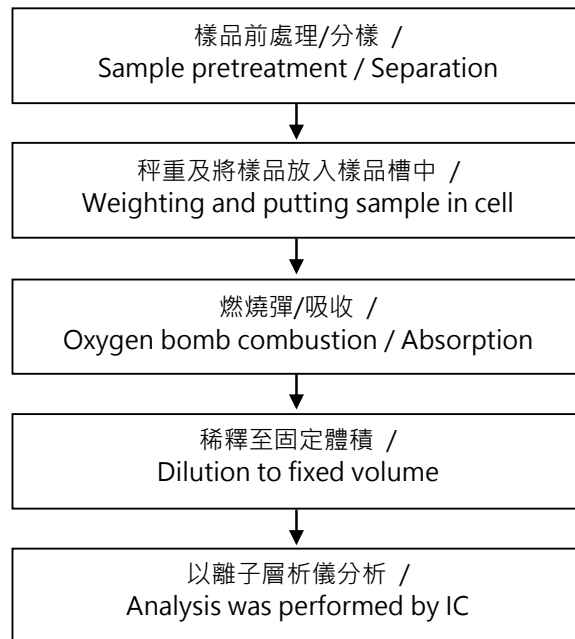 樣品前處理/分樣 /
Sample pretreatment / Separation
秤重及將樣品放入樣品槽中 /
Weighting and putting sample in cell
燃燒彈/吸收 /
Oxygen bomb combustion / Absorption
稀釋至固定體積 /
Dilution to fixed volume
以離子層析儀分析 /
Analysis was performed by IC